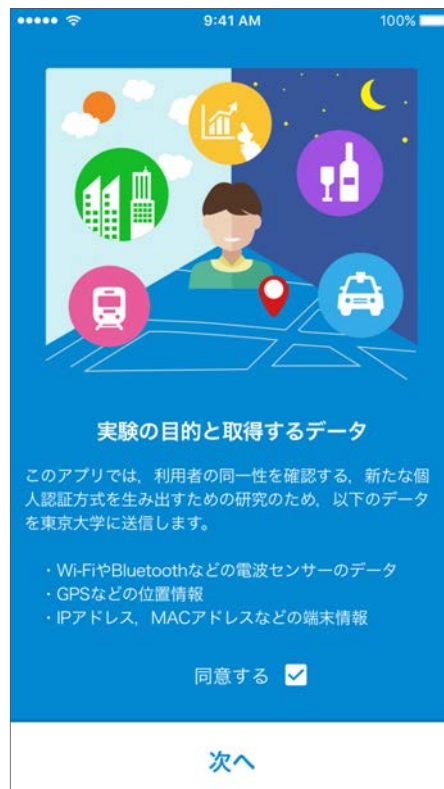 9:41 AM
100%
実験の目的と取得するデータ
このアプリでは，利用者の同一性を確認する，新たな個
人認証方式を生み出すための研究のため，以下のデータ
を東京大学に送信します。
・Wi-FiやBluetoothなどの電波センサーのデータ
・GPSなどの位置情報
・IPアドレス，MACアドレスなどの端末情報
同意する
次へ